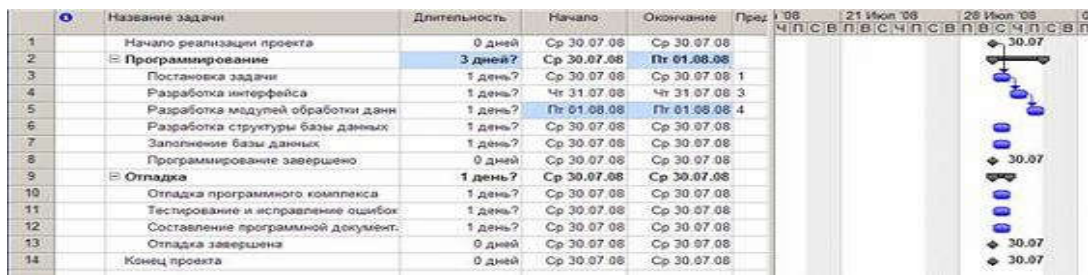 Название задачи Длительность Начало Окончание Пред '08 21 Июл '08 28 Июл '08
Ч П С В П В С Ч П С В П В С Ч П С В П
1 Начало реализации проекта 0 дней Ср 30.07.08 Ср 30.07.08 30.07
2 Программирование 3 дней? Ср 30.07.08 Пт 01.08.08
3 Постановка задачи 1 день? Ср 30.07.08 Ср 30.07.08 1
4 Разработка интерфейса 1 день? Чт 31.07.08 Чт 31.07.08 3
5 Разработка модулей обработки данн 1 день? Пт 01.08.08 Пт 01.08.08 4
6 Разработка структуры базы данных 1 день? Ср 30.07.08 Ср 30.07.08
7 Заполнение базы данных 1 день? Ср 30.07.08 Ср 30.07.08
8 Программирование завершено 0 дней Ср 30.07.08 Ср 30.07.08 30.07
9 Отладка 1 день? Ср 30.07.08 Ср 30.07.08
10 Отладка программного комплекса 1 день? Ср 30.07.08 Ср 30.07.08
11 Тестирование и исправление ошибок 1 день? Ср 30.07.08 Ср 30.07.08
12 Составление программной документ. 1 день? Ср 30.07.08 Ср 30.07.08
13 Отладка завершена 0 дней Ср 30.07.08 Ср 30.07.08 30.07
14 Конец проекта 0 дней Ср 30.07.08 Ср 30.07.08 30.07